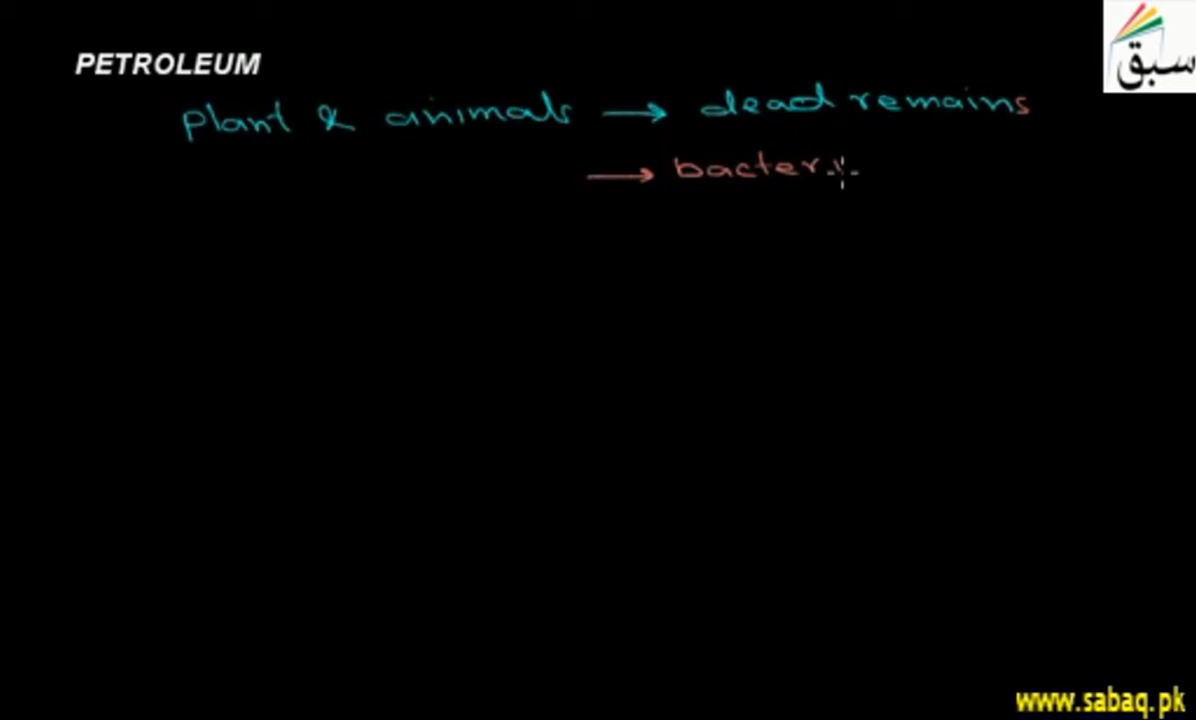 سبق
PETROLEUM
plant & animals → dead remains
→ bacter
www.sabaq.pk